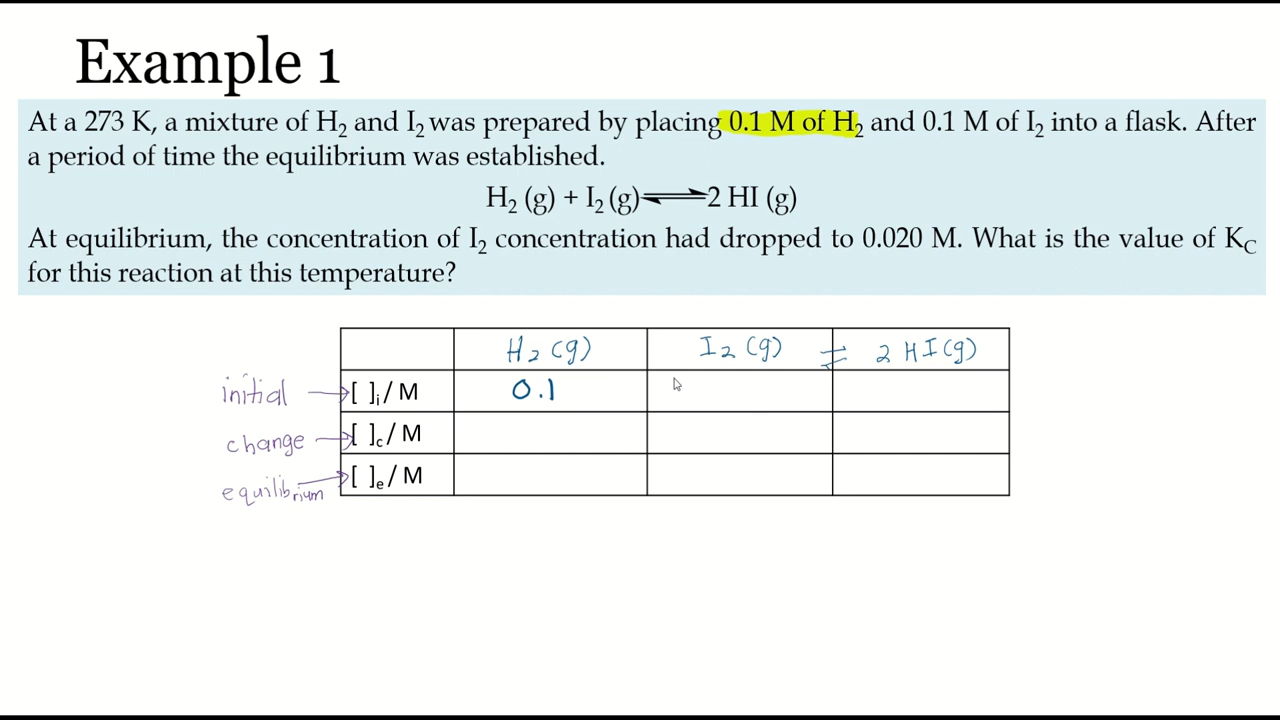 Example 1
At a 273 K, a mixture of H₂ and I₂ was prepared by placing 0.1 M of H₂ and 0.1 M of I₂ into a flask. After
a period of time the equilibrium was established.
H₂ (g) + I₂ (g) ⇌ 2 HI (g)
At equilibrium, the concentration of I₂ concentration had dropped to 0.020 M. What is the value of K_C
for this reaction at this temperature?
H₂ (g) I₂ (g) ⇌ 2 HI (g)
initial → [ ]ᵢ / M 0.1
change → [ ]_c / M
equilibrium → [ ]ₑ / M